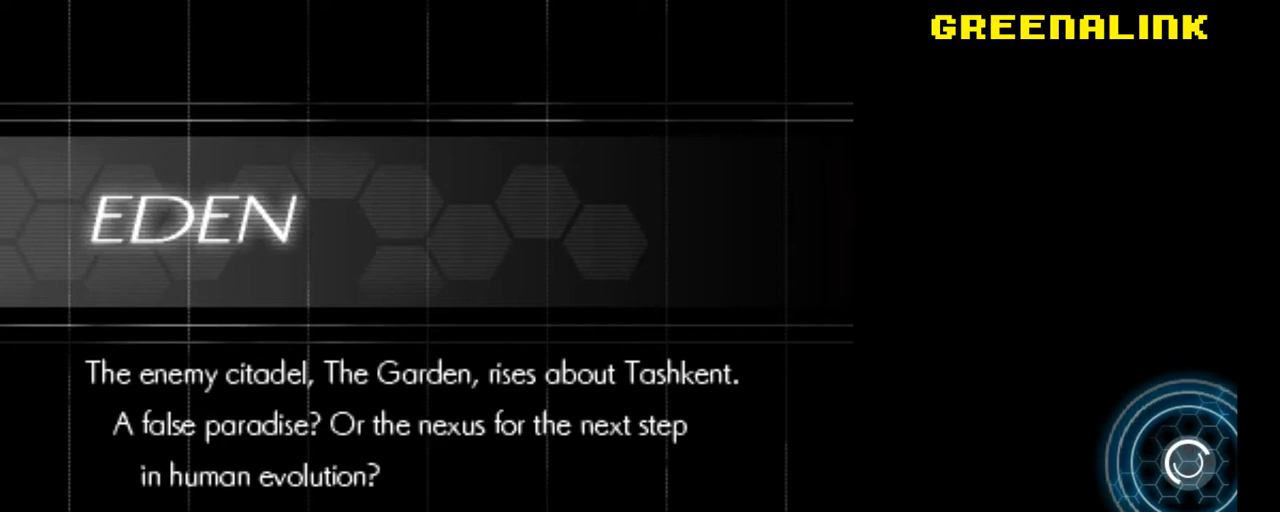 GREENALINK
EDEN
The enemy citadel, The Garden, rises about Tashkent.
A false paradise? Or the nexus for the next step
in human evolution?